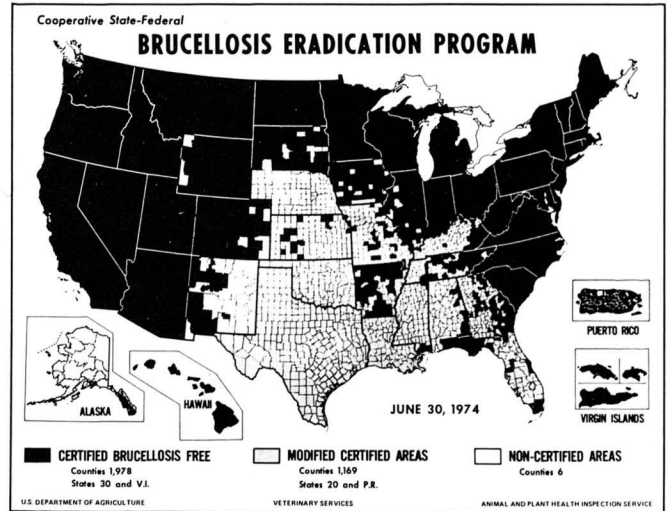 Cooperative State-Federal
BRUCELLOSIS ERADICATION PROGRAM
PUERTO RICO
ALASKA
HAWAII
JUNE 30, 1974
VIRGIN ISLANDS
CERTIFIED BRUCELLOSIS FREE
Counties 1,978
States 30 and V.I.
MODIFIED CERTIFIED AREAS
Counties 1,169
States 20 and P.R.
NON-CERTIFIED AREAS
Counties 6
U.S. DEPARTMENT OF AGRICULTURE
VETERINARY SERVICES
ANIMAL AND PLANT HEALTH INSPECTION SERVICE